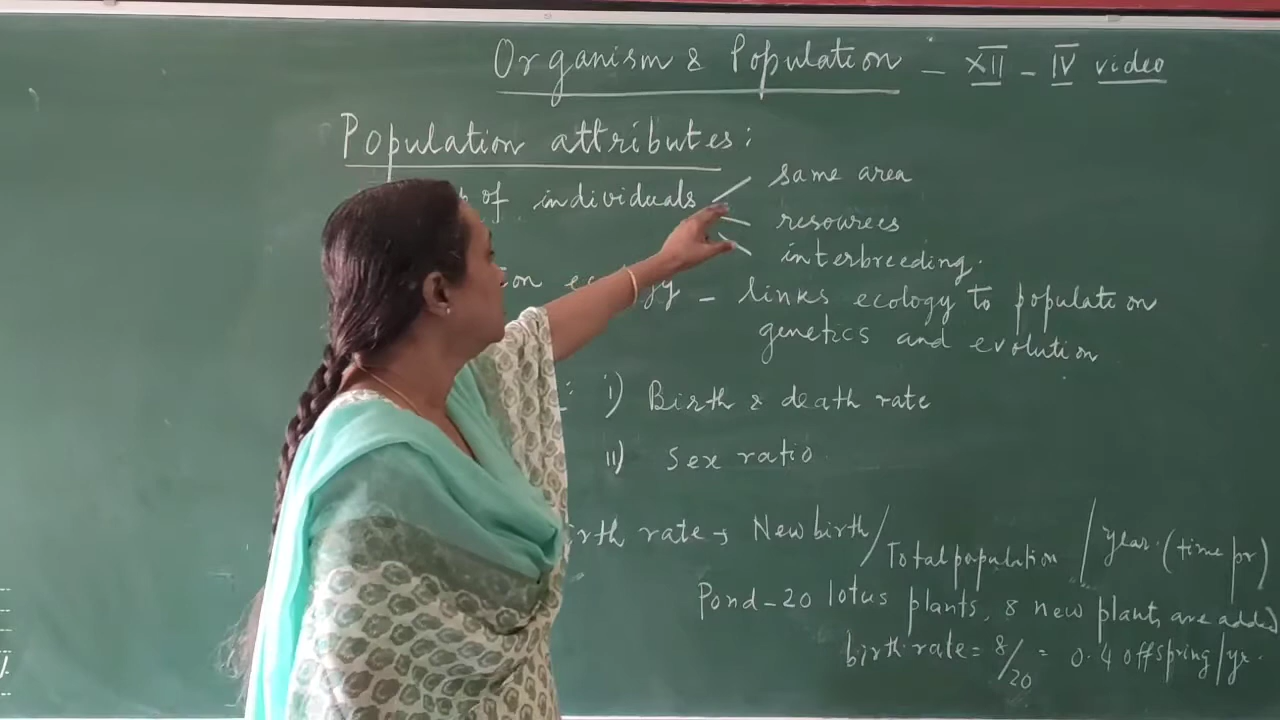 Organism & Population – XII – IV video
Population attributes:
of individuals
same area
resources
interbreeding.
on ecology – links ecology to population
genetics and evolution
: i) Birth & death rate
ii) Sex ratio
irth rate → New birth / Total population / year. (time pr)
Pond – 20 lotus plants, 8 new plants are added
birth rate = 8/20 = 0.4 offspring/yr.